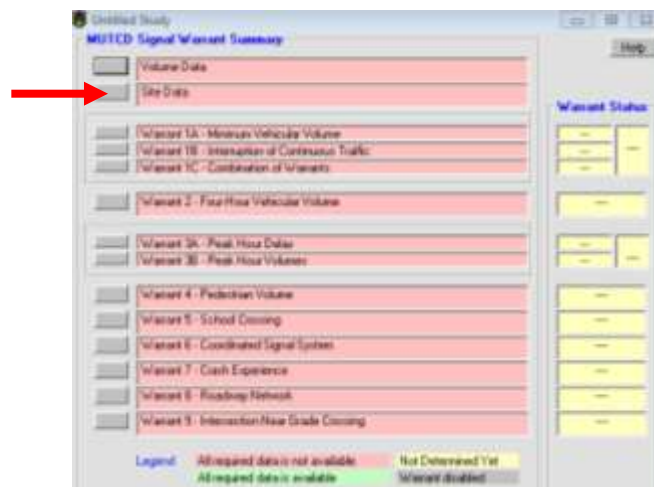 Untitled Study
MUTCD Signal Warrant Summary
Help
Volume Data
Site Data
Warrant Status
Warrant 1A - Minimum Vehicular Volume
Warrant 1B - Interruption of Continuous Traffic
Warrant 1C - Combination of Warrants
Warrant 2 - Four-Hour Vehicular Volume
Warrant 3A - Peak Hour Delay
Warrant 3B - Peak Hour Volumes
Warrant 4 - Pedestrian Volume
Warrant 5 - School Crossing
Warrant 6 - Coordinated Signal System
Warrant 7 - Crash Experience
Warrant 8 - Roadway Network
Warrant 9 - Intersection Near Grade Crossing
Legend All required data is not available Not Determined Yet
All required data is available Warrant disabled